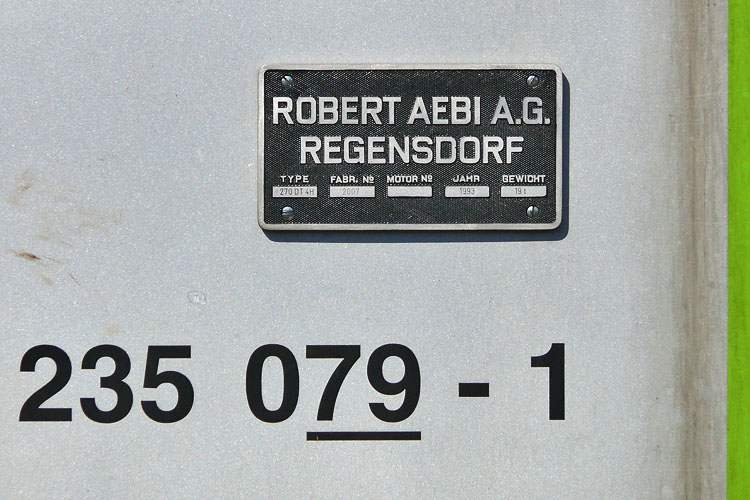 ROBERT AEBI A.G.
REGENSDORF
TYPE FABR. Nº MOTOR Nº JAHR GEWICHT
270 DT 4H 2007 1993 19 t
235 079 - 1